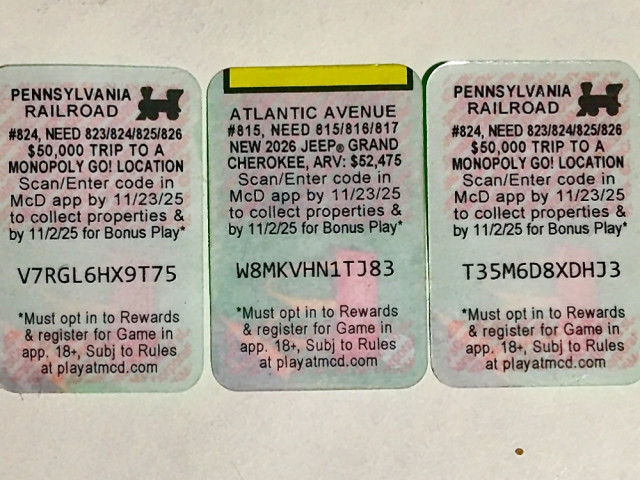 PENNSYLVANIA
RAILROAD
#824, NEED 823/824/825/826
$50,000 TRIP TO A
MONOPOLY GO! LOCATION
Scan/Enter code in
McD app by 11/23/25
to collect properties &
by 11/2/25 for Bonus Play*
V7RGL6HX9T75
*Must opt in to Rewards
& register for Game in
app. 18+, Subj to Rules
at playatmcd.com
ATLANTIC AVENUE
#815, NEED 815/816/817
NEW 2026 JEEP® GRAND
CHEROKEE, ARV: $52,475
Scan/Enter code in
McD app by 11/23/25
to collect properties &
by 11/2/25 for Bonus Play*
W8MKVHN1TJ83
*Must opt in to Rewards
& register for Game in
app. 18+, Subj to Rules
at playatmcd.com
PENNSYLVANIA
RAILROAD
#824, NEED 823/824/825/826
$50,000 TRIP TO A
MONOPOLY GO! LOCATION
Scan/Enter code in
McD app by 11/23/25
to collect properties &
by 11/2/25 for Bonus Play*
T35M6D8XDHJ3
*Must opt in to Rewards
& register for Game in
app. 18+, Subj to Rules
at playatmcd.com